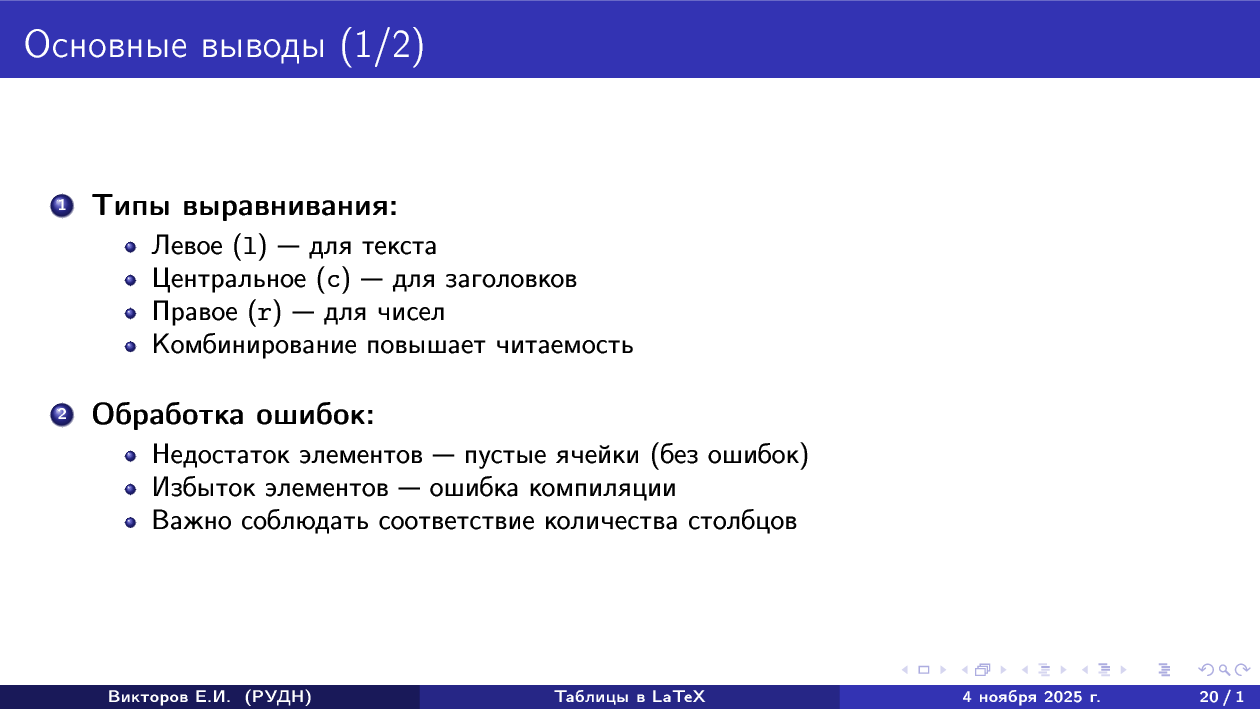 Основные выводы (1/2)
1 Типы выравнивания:
Левое (l) — для текста
Центральное (c) — для заголовков
Правое (r) — для чисел
Комбинирование повышает читаемость
2 Обработка ошибок:
Недостаток элементов — пустые ячейки (без ошибок)
Избыток элементов — ошибка компиляции
Важно соблюдать соответствие количества столбцов
Викторов Е.И. (РУДН) Таблицы в LaTeX 4 ноября 2025 г. 20 / 1